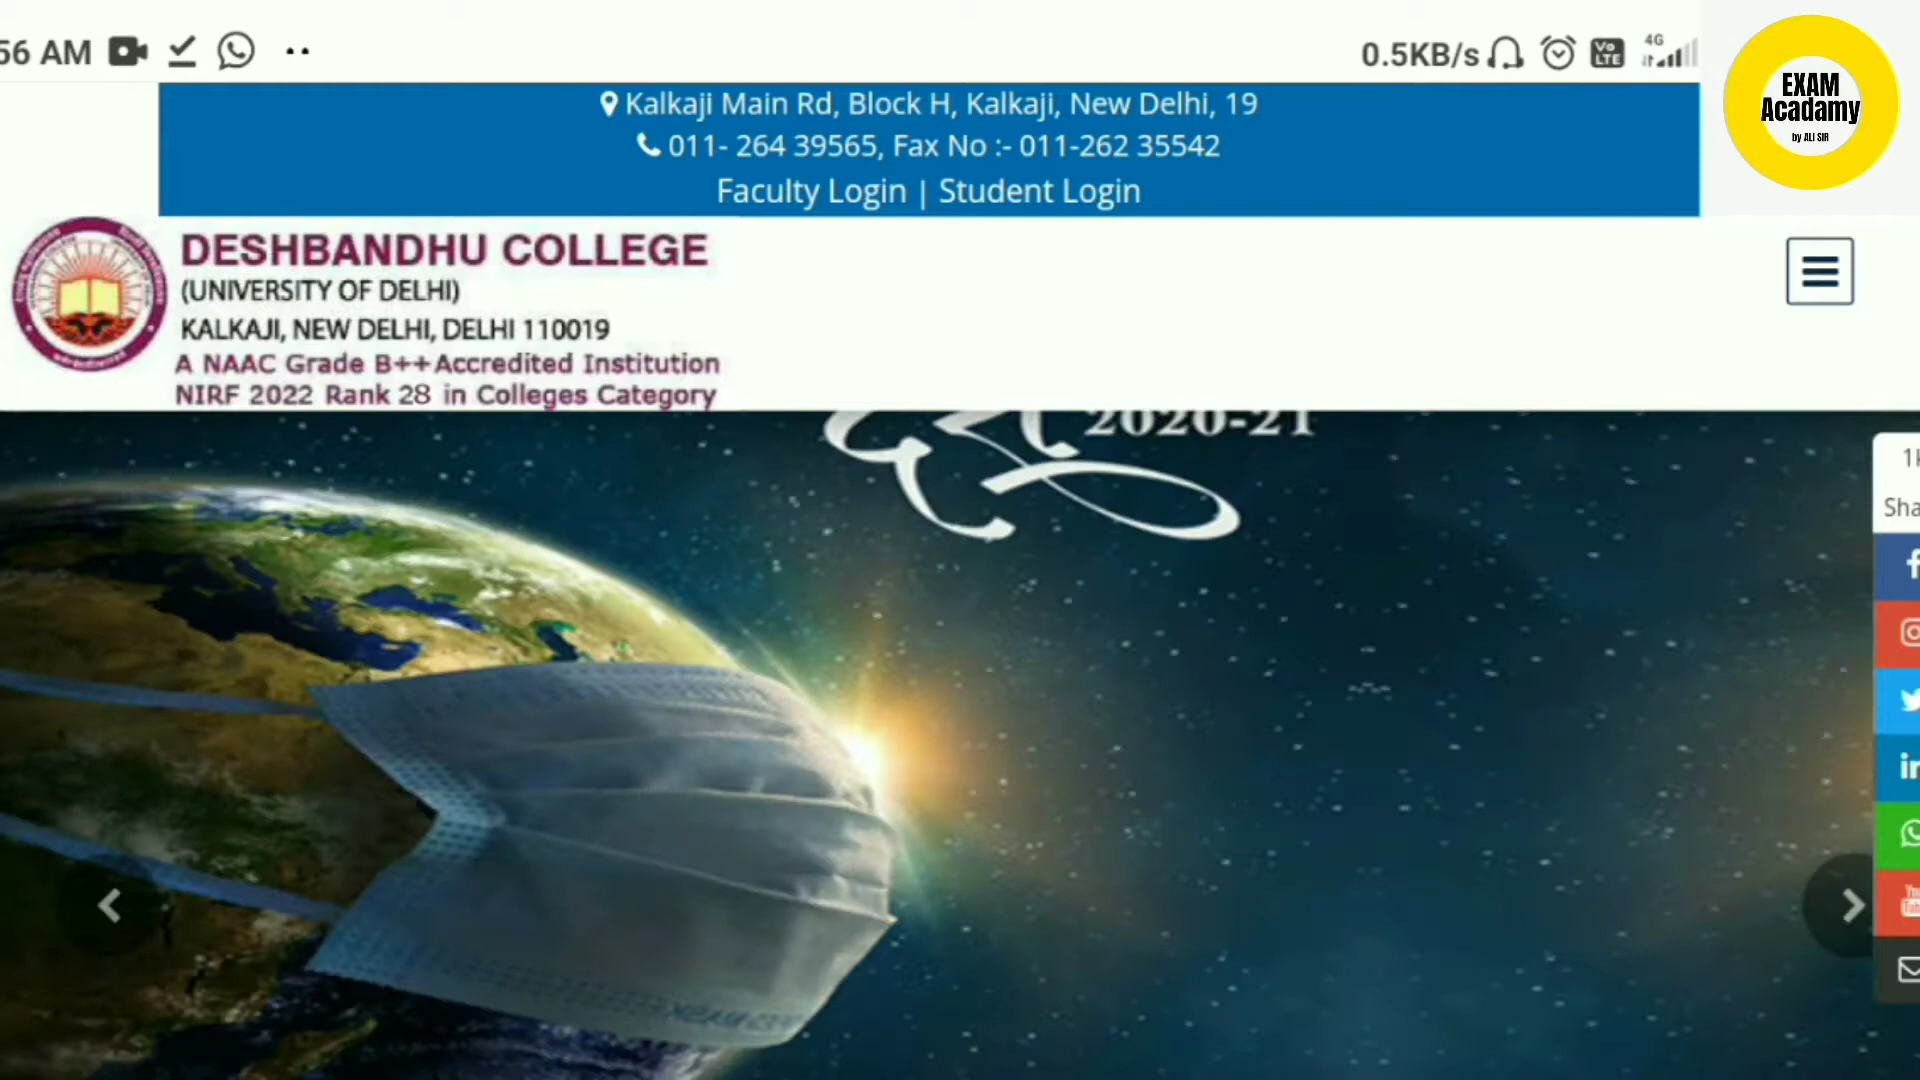 56 AM
0.5KB/s
Vo
LTE
4G
EXAM
Acadamy
by ALI SIR
Kalkaji Main Rd, Block H, Kalkaji, New Delhi, 19
011- 264 39565, Fax No :- 011-262 35542
Faculty Login | Student Login
DESHBANDHU COLLEGE
(UNIVERSITY OF DELHI)
KALKAJI, NEW DELHI, DELHI 110019
A NAAC Grade B++Accredited Institution
NIRF 2022 Rank 28 in Colleges Category
2020-21